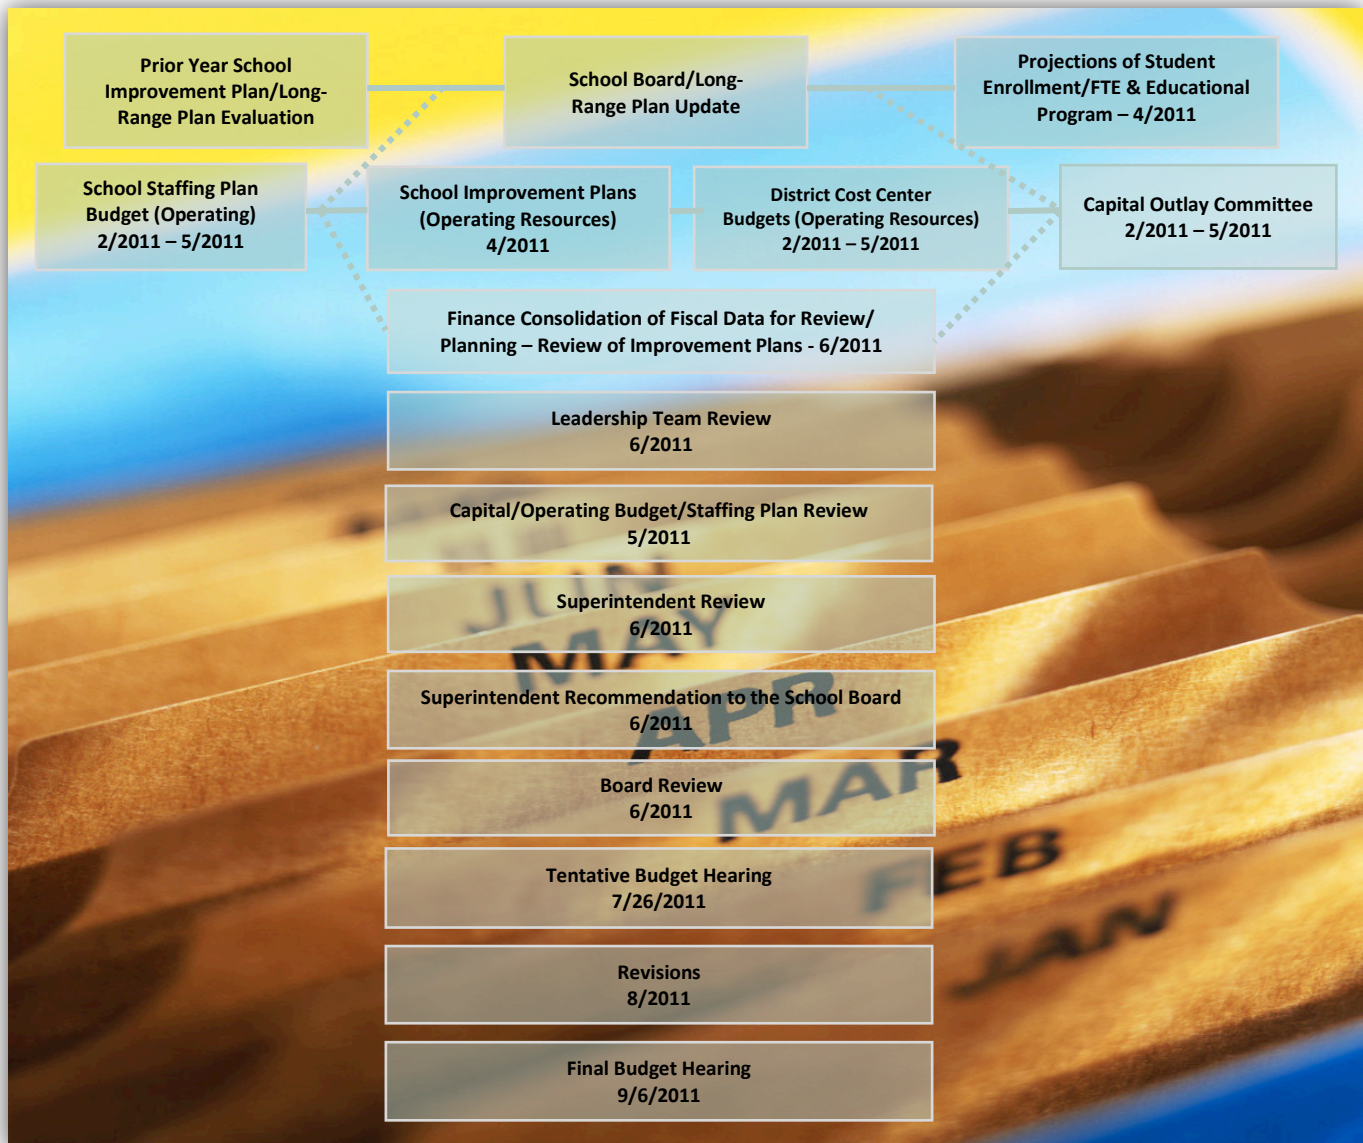 Prior Year School
Improvement Plan/Long-
Range Plan Evaluation
School Board/Long-
Range Plan Update
Projections of Student
Enrollment/FTE & Educational
Program – 4/2011
School Staffing Plan
Budget (Operating)
2/2011 – 5/2011
School Improvement Plans
(Operating Resources)
4/2011
District Cost Center
Budgets (Operating Resources)
2/2011 – 5/2011
Capital Outlay Committee
2/2011 – 5/2011
Finance Consolidation of Fiscal Data for Review/
Planning – Review of Improvement Plans - 6/2011
Leadership Team Review
6/2011
Capital/Operating Budget/Staffing Plan Review
5/2011
Superintendent Review
6/2011
Superintendent Recommendation to the School Board
6/2011
Board Review
6/2011
Tentative Budget Hearing
7/26/2011
Revisions
8/2011
Final Budget Hearing
9/6/2011
JUN
MAY
APR
MAR
FEB
JAN